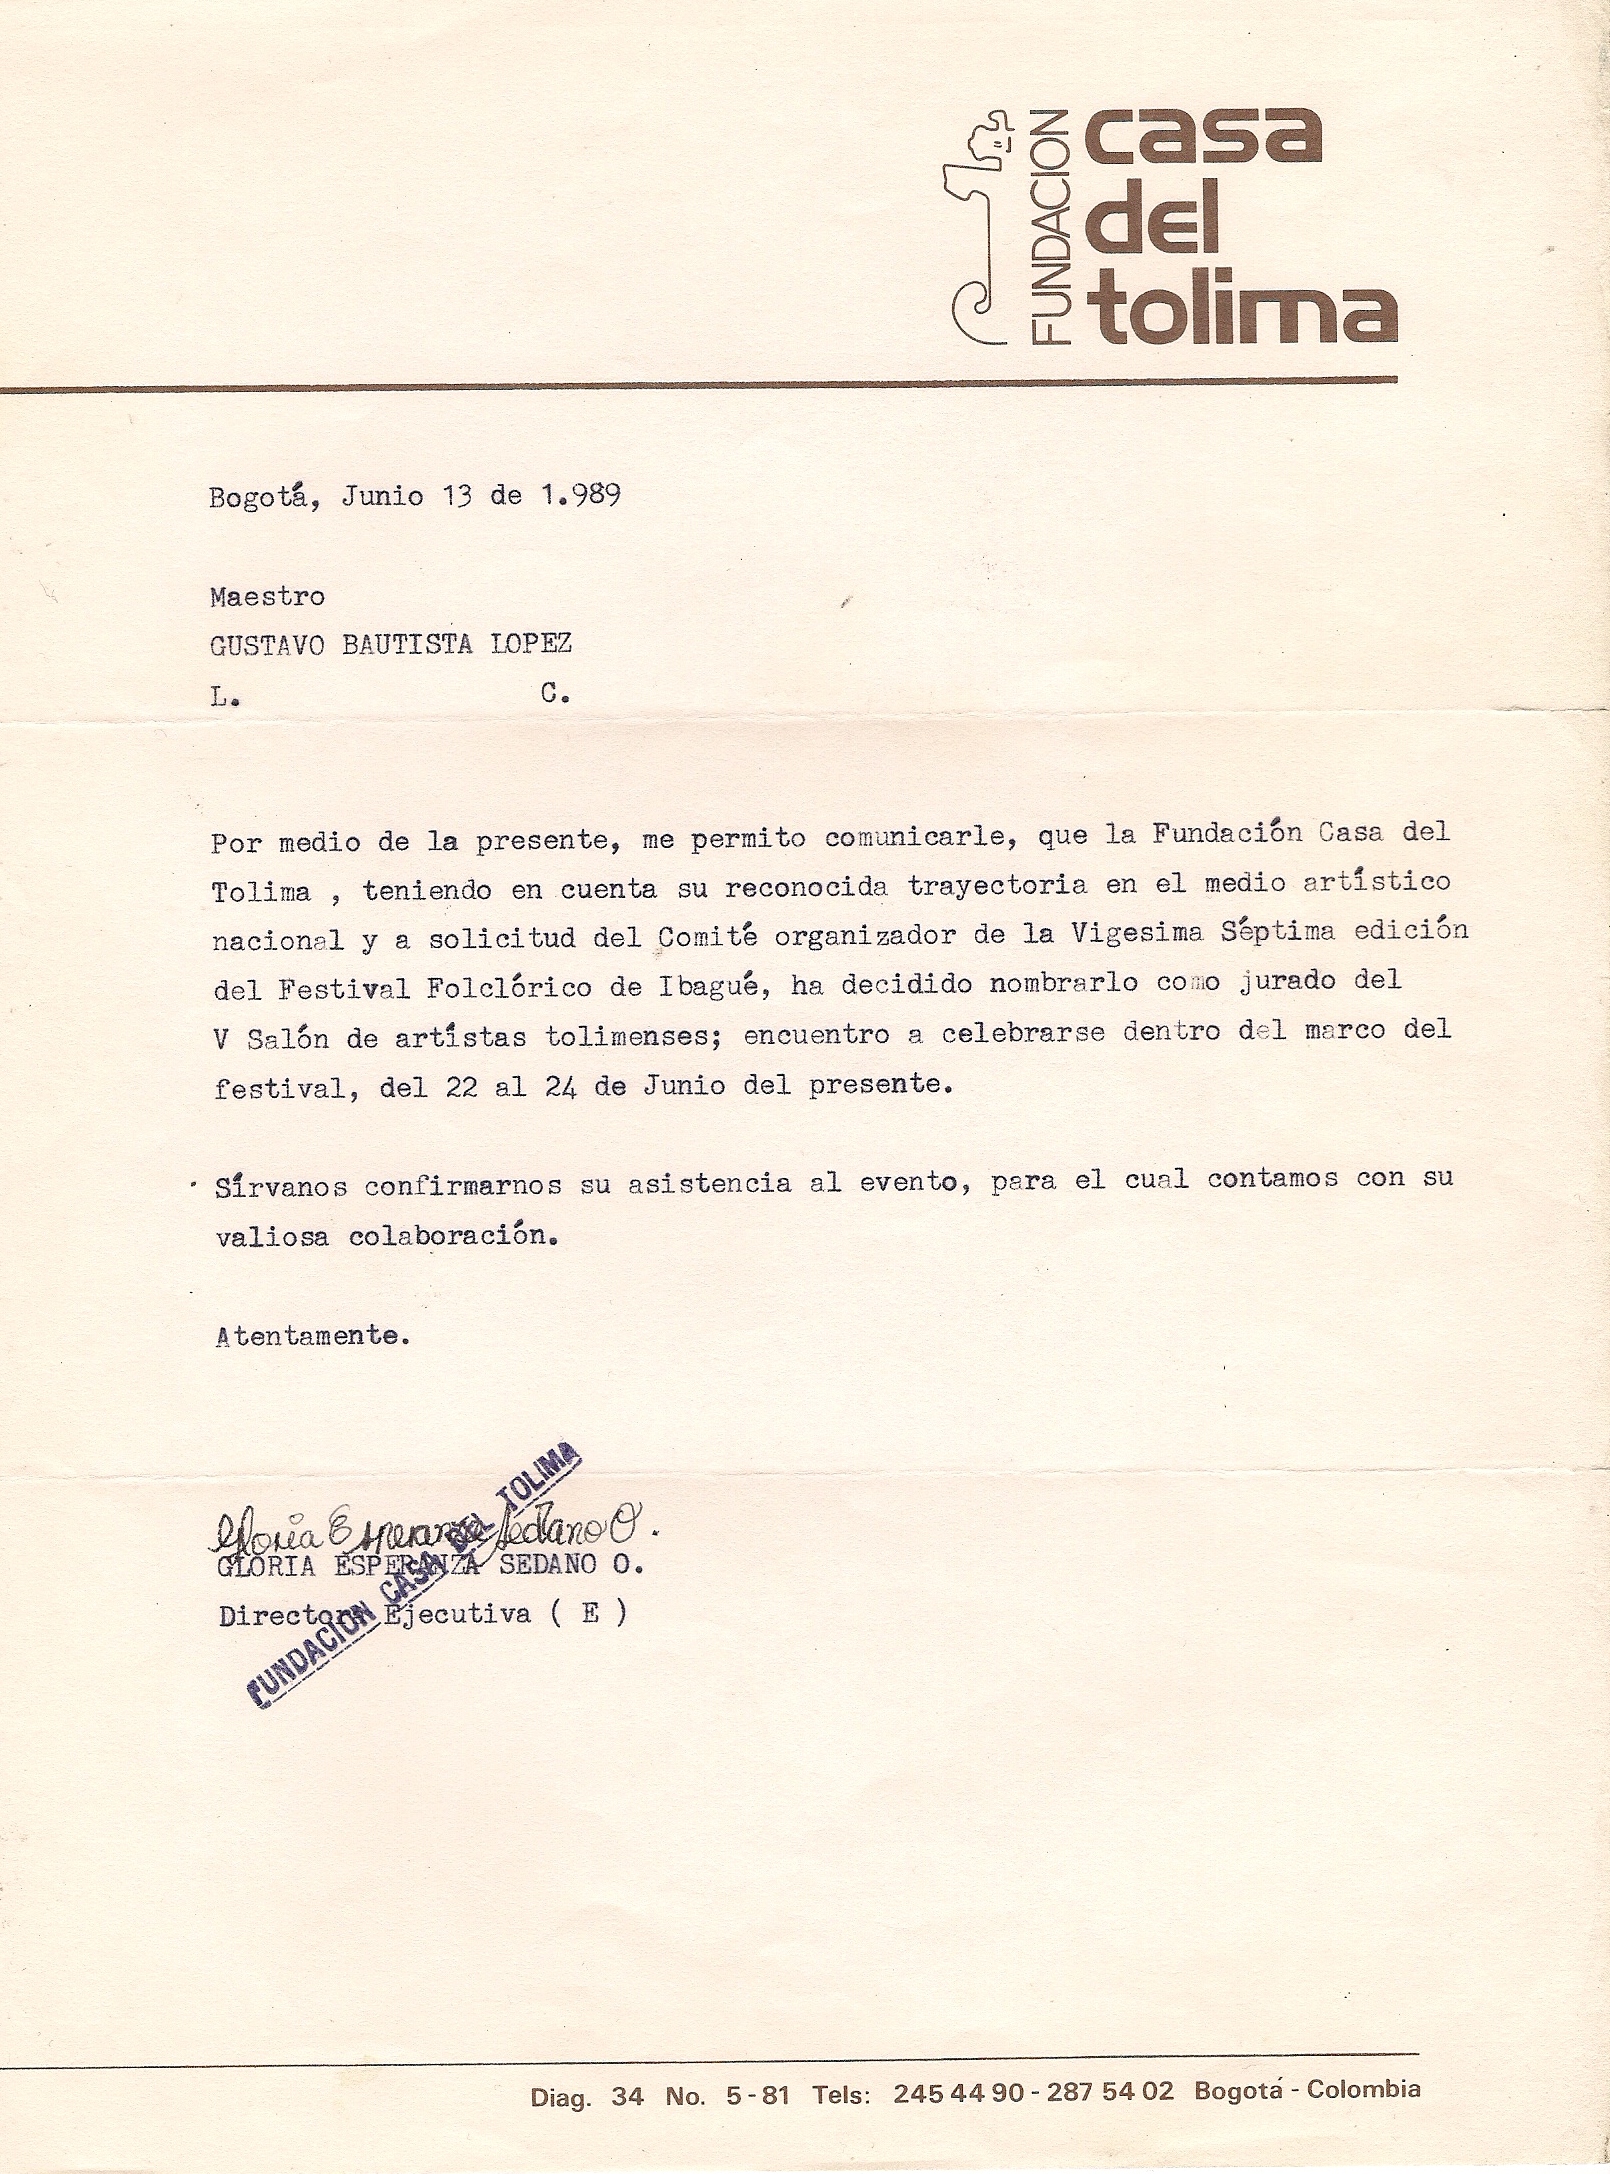 FUNDACION
casa
del
tolima
Bogotá, Junio 13 de 1.989
Maestro
GUSTAVO BAUTISTA LOPEZ
L. C.
Por medio de la presente, me permito comunicarle, que la Fundación Casa del
Tolima , teniendo en cuenta su reconocida trayectoria en el medio artístico
nacional y a solicitud del Comité organizador de la Vigesima Séptima edición
del Festival Folclórico de Ibagué, ha decidido nombrarlo como jurado del
V Salón de artístas tolimenses; encuentro a celebrarse dentro del marco del
festival, del 22 al 24 de Junio del presente.
Sírvanos confirmarnos su asistencia al evento, para el cual contamos con su
valiosa colaboración.
Atentamente.
Gloria Esperanza Sedano O.
GLORIA ESPERANZA SEDANO O.
Directora Ejecutiva ( E )
FUNDACION CASA DEL TOLIMA
Diag. 34 No. 5-81 Tels: 245 44 90 - 287 54 02 Bogotá - Colombia